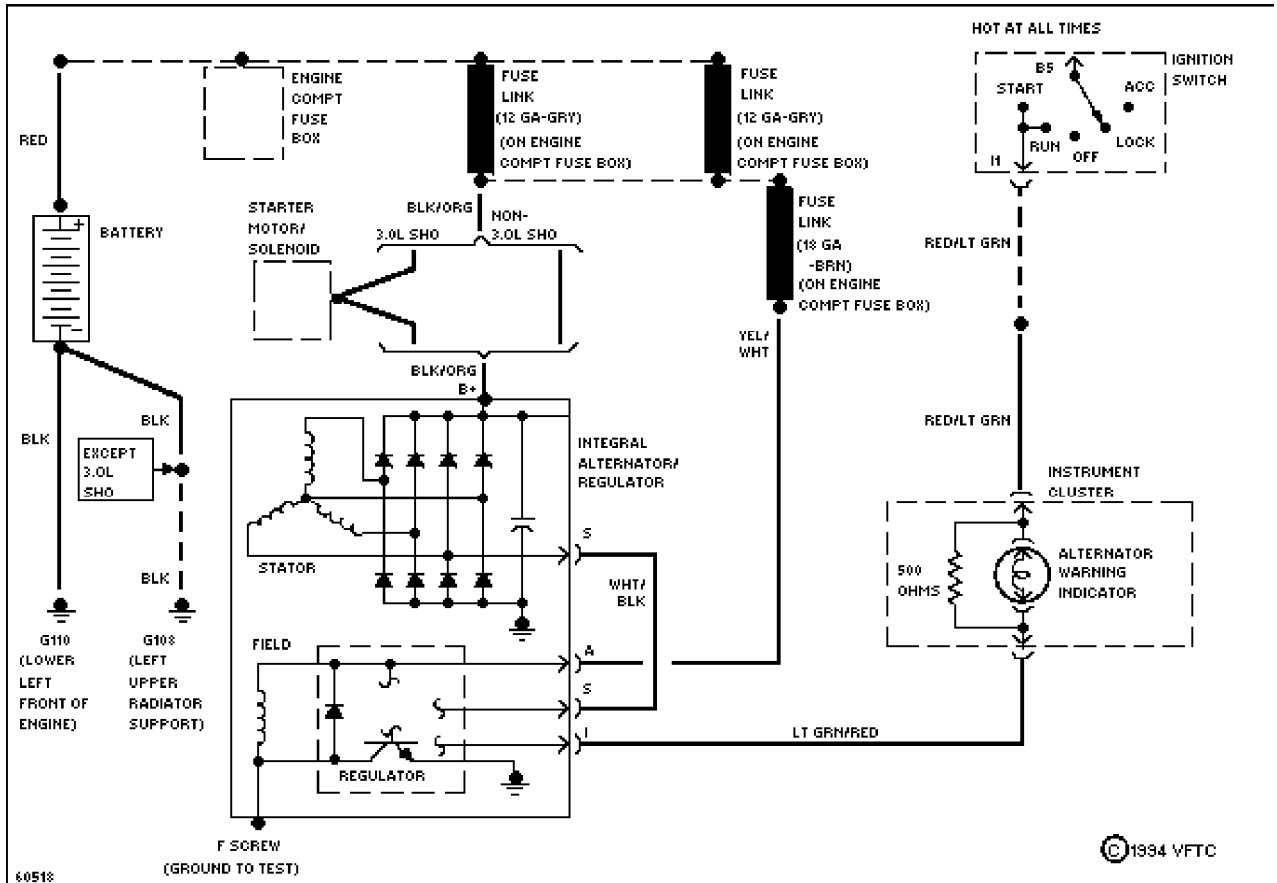 HOT AT ALL TIMES
IGNITION
SWITCH
B5
START
ACC
LOCK
RUN
OFF
I1
ENGINE
COMPT
FUSE
BOX
FUSE
LINK
(12 GA-GRY)
(ON ENGINE
COMPT FUSE BOX)
FUSE
LINK
(12 GA-GRY)
(ON ENGINE
COMPT FUSE BOX)
RED
BATTERY
+
-
STARTER
MOTOR/
SOLENOID
BLK/ORG
3.0L SHO
NON-
3.0L SHO
FUSE
LINK
(18 GA
-BRN)
(ON ENGINE
COMPT FUSE BOX)
RED/LT GRN
YEL/
WHT
BLK/ORG
B+
BLK
BLK
EXCEPT
3.0L
SHO
BLK
RED/LT GRN
INTEGRAL
ALTERNATOR/
REGULATOR
INSTRUMENT
CLUSTER
STATOR
S
WHT/
BLK
500
OHMS
ALTERNATOR
WARNING
INDICATOR
G110
(LOWER
LEFT
FRONT OF
ENGINE)
G108
(LEFT
UPPER
RADIATOR
SUPPORT)
FIELD
A
S
I
LT GRN/RED
REGULATOR
F SCREW
(GROUND TO TEST)
©1994 VFTC
60518